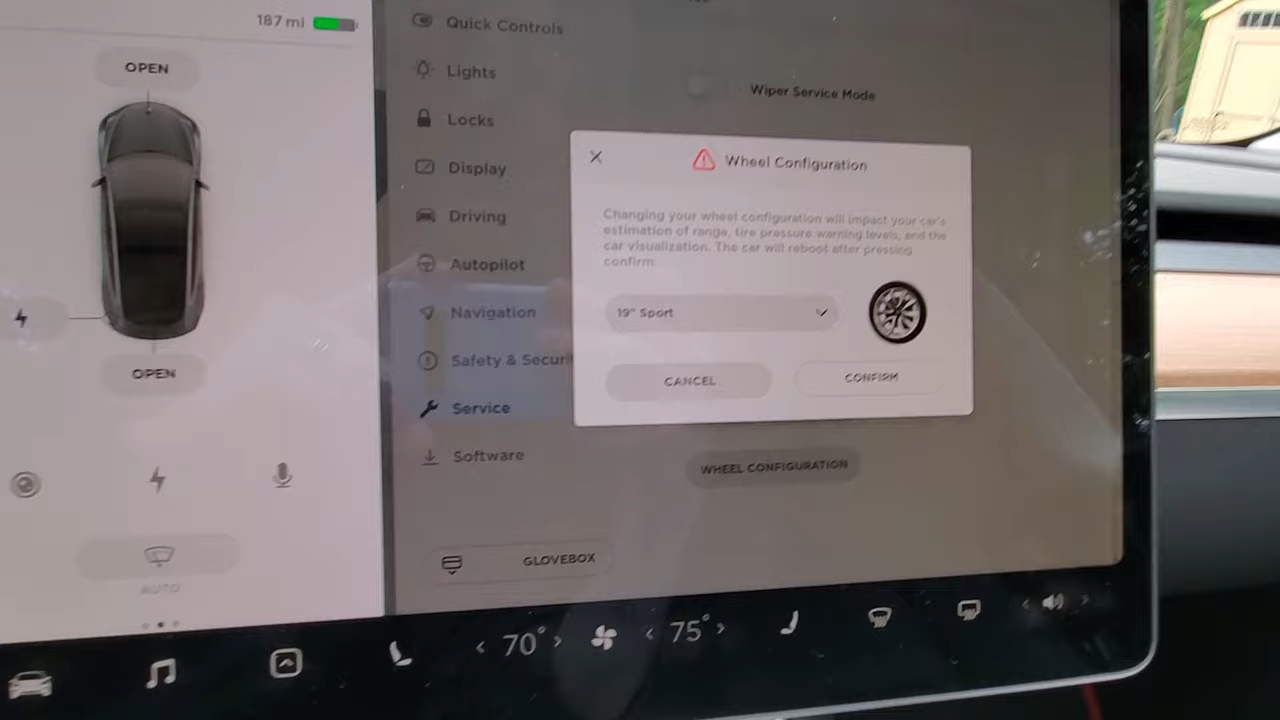 187 mi
OPEN
OPEN
AUTO
Quick Controls
Lights
Locks
Display
Driving
Autopilot
Navigation
Safety & Securit
Service
Software
GLOVEBOX
Wiper Service Mode
Wheel Configuration
Changing your wheel configuration will impact your car's
estimation of range, tire pressure warning levels, and the
car visualization. The car will reboot after pressing
confirm.
19" Sport
CANCEL
CONFIRM
WHEEL CONFIGURATION
< 70° >
< 75° >